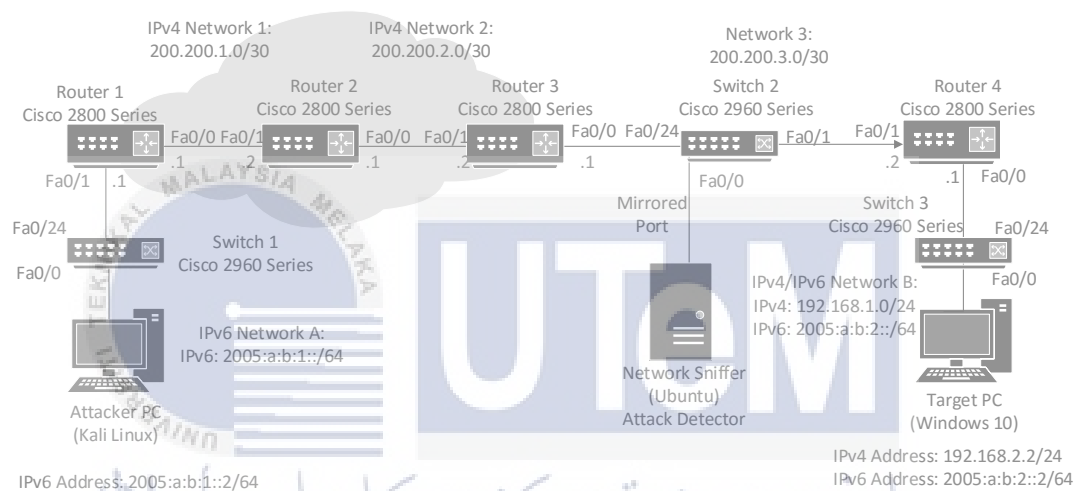 IPv4 Network 1:
200.200.1.0/30
IPv4 Network 2:
200.200.2.0/30
Network 3:
200.200.3.0/30
Router 1
Cisco 2800 Series
Router 2
Cisco 2800 Series
Router 3
Cisco 2800 Series
Switch 2
Cisco 2960 Series
Router 4
Cisco 2800 Series
Fa0/0
Fa0/1
Fa0/0
Fa0/1
Fa0/0
Fa0/24
Fa0/1
Fa0/1
.1
.2
.1
.2
.1
.2
Fa0/1
.1
Fa0/0
.1
Fa0/0
Fa0/24
Fa0/0
Switch 1
Cisco 2960 Series
Mirrored
Port
Switch 3
Cisco 2960 Series
Fa0/24
Fa0/0
IPv6 Network A:
IPv6: 2005:a:b:1::/64
IPv4/IPv6 Network B:
IPv4: 192.168.1.0/24
IPv6: 2005:a:b:2::/64
Attacker PC
(Kali Linux)
Network Sniffer
(Ubuntu)
Attack Detector
Target PC
(Windows 10)
IPv6 Address: 2005:a:b:1::2/64
IPv4 Address: 192.168.2.2/24
IPv6 Address: 2005:a:b:2::2/64
UNIVERSITI TEKNIKAL MALAYSIA MELAKA
UTeM